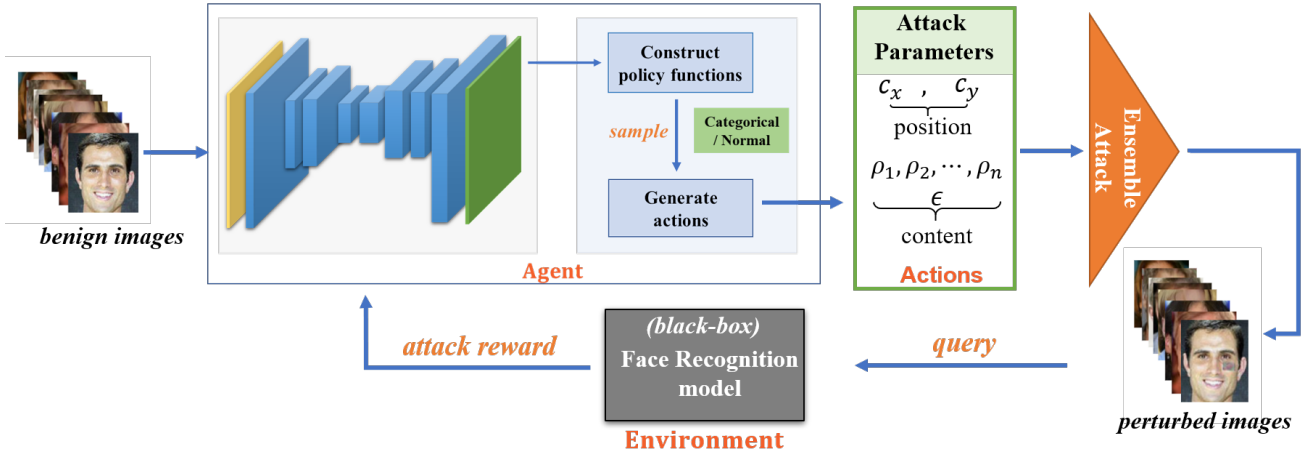 benign images
Construct
policy functions
sample
Categorical
/ Normal
Generate
actions
Agent
Attack
Parameters
c_x , c_y
position
ρ_1, ρ_2, ⋯, ρ_n
ϵ
content
Actions
Ensemble
Attack
perturbed images
query
(black-box)
Face Recognition
model
Environment
attack reward